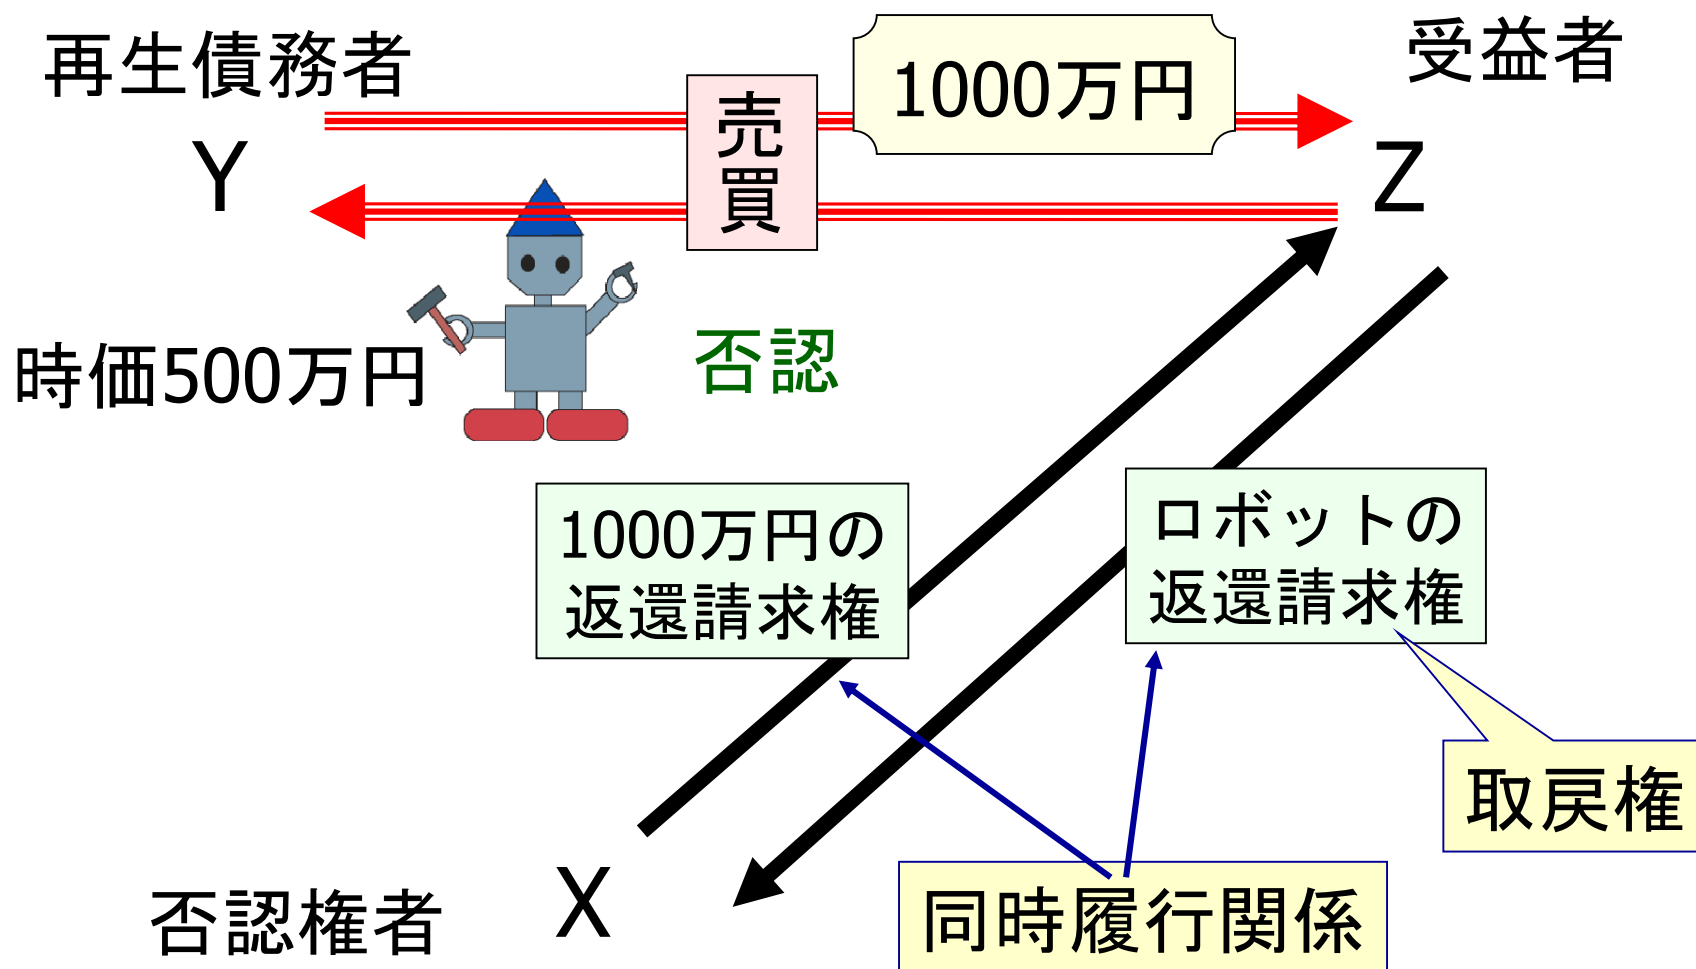 再生債務者
Y
売
買
1000万円
受益者
Z
時価500万円
否認
1000万円の
返還請求権
ロボットの
返還請求権
取戻権
否認権者
X
同時履行関係